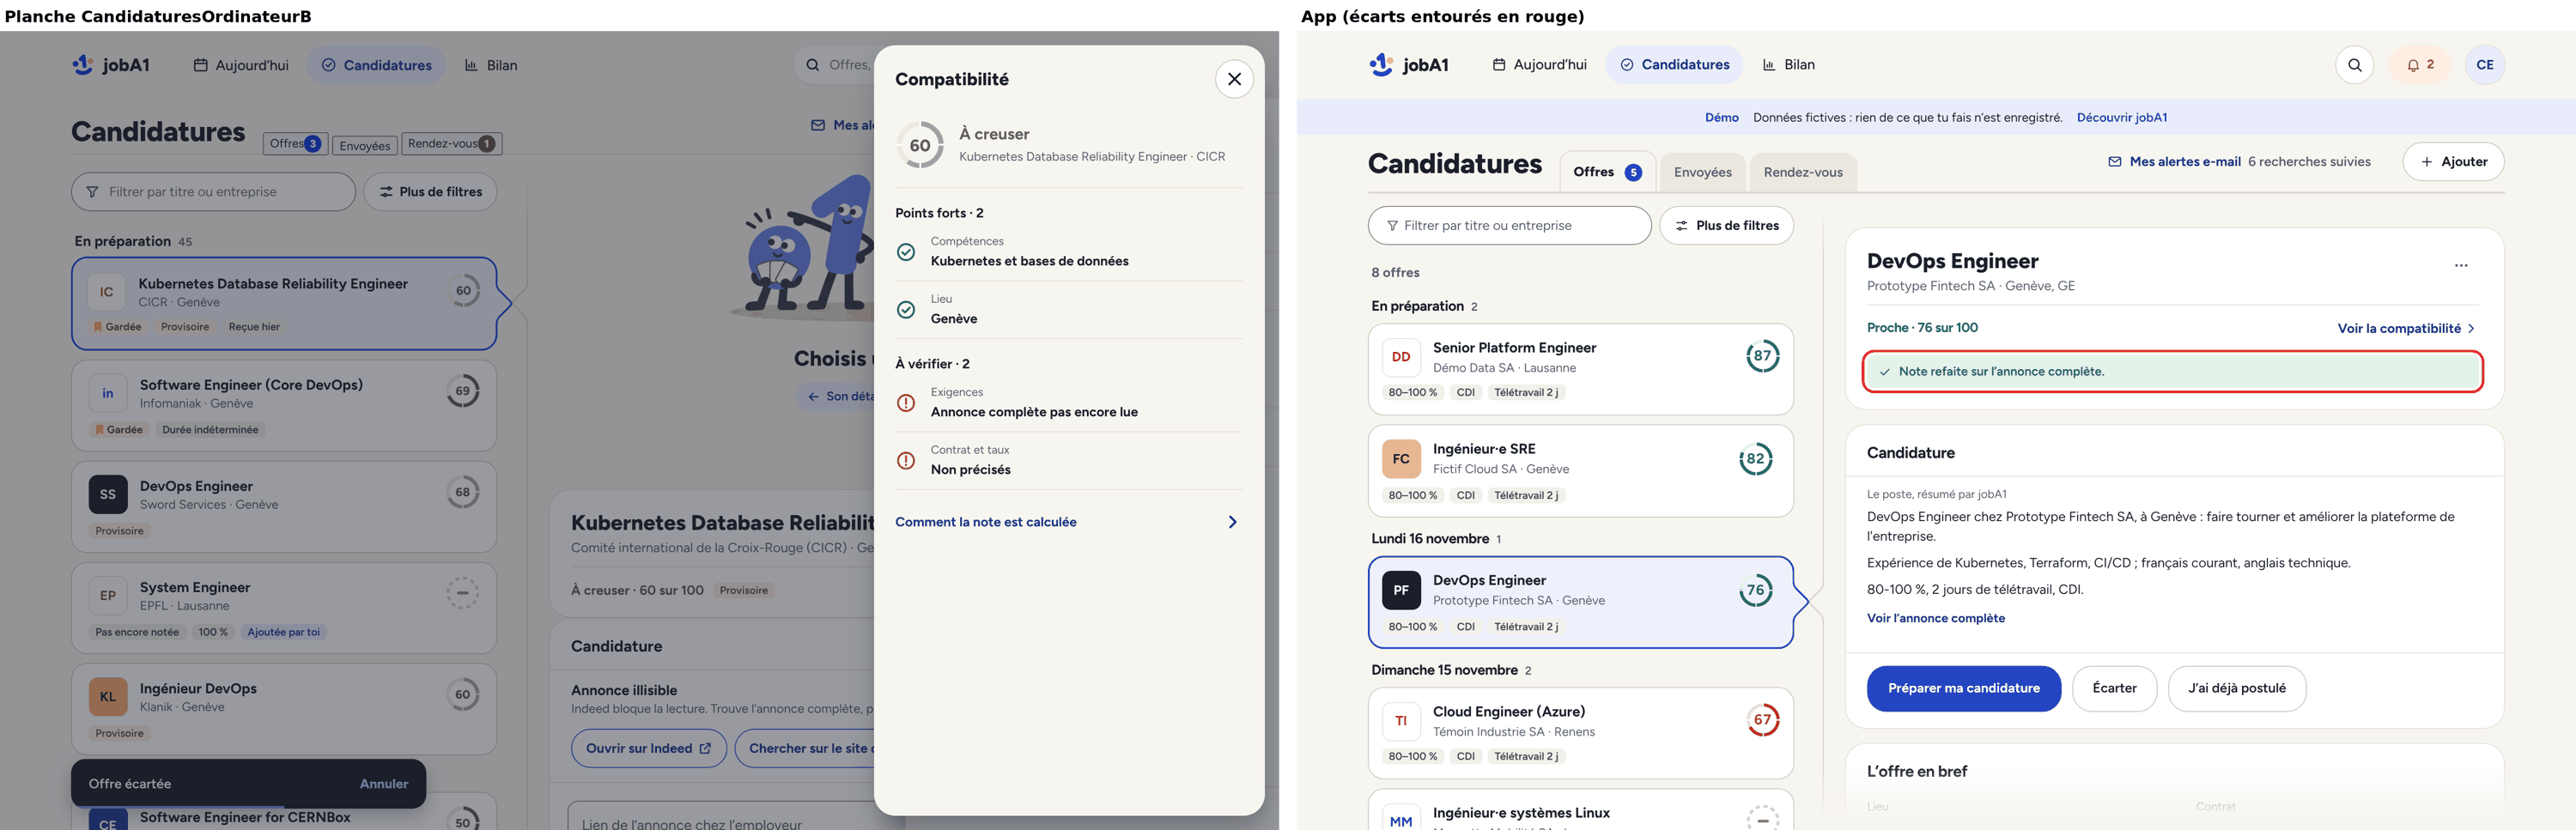 Planche CandidaturesOrdinateurB
jobA1
Aujourd'hui
Candidatures
Bilan
Offres,
Candidatures
Offres 3
Envoyées
Rendez-vous 1
Mes al
Filtrer par titre ou entreprise
Plus de filtres
En préparation 45
IC
Kubernetes Database Reliability Engineer
CICR · Genève
60
Gardée
Provisoire
Reçue hier
in
Software Engineer (Core DevOps)
Infomaniak · Genève
69
Gardée
Durée indéterminée
SS
DevOps Engineer
Sword Services · Genève
68
Provisoire
EP
System Engineer
EPFL · Lausanne
Pas encore notée
100 %
Ajoutée par toi
KL
Ingénieur DevOps
Klanik · Genève
60
Provisoire
Offre écartée
Annuler
CE
Software Engineer for CERNBox
50
Choisis
← Son déta
Kubernetes Database Reliabilit
Comité international de la Croix-Rouge (CICR) · Ge
À creuser · 60 sur 100
Provisoire
Candidature
Annonce illisible
Indeed bloque la lecture. Trouve l'annonce complète, p
Ouvrir sur Indeed
Chercher sur le site
Lien de l'annonce chez l'employeur
Compatibilité
60
À creuser
Kubernetes Database Reliability Engineer · CICR
Points forts · 2
Compétences
Kubernetes et bases de données
Lieu
Genève
À vérifier · 2
Exigences
Annonce complète pas encore lue
Contrat et taux
Non précisés
Comment la note est calculée
App (écarts entourés en rouge)
jobA1
Aujourd'hui
Candidatures
Bilan
2
CE
Démo Données fictives : rien de ce que tu fais n'est enregistré. Découvrir jobA1
Candidatures
Offres 5
Envoyées
Rendez-vous
Mes alertes e-mail 6 recherches suivies
+ Ajouter
Filtrer par titre ou entreprise
Plus de filtres
8 offres
En préparation 2
DD
Senior Platform Engineer
Démo Data SA · Lausanne
87
80–100 %
CDI
Télétravail 2 j
FC
Ingénieur·e SRE
Fictif Cloud SA · Genève
82
80–100 %
CDI
Télétravail 2 j
Lundi 16 novembre 1
PF
DevOps Engineer
Prototype Fintech SA · Genève
76
80–100 %
CDI
Télétravail 2 j
Dimanche 15 novembre 2
TI
Cloud Engineer (Azure)
Témoin Industrie SA · Renens
67
80–100 %
CDI
Télétravail 2 j
MM
Ingénieur·e systèmes Linux
DevOps Engineer
Prototype Fintech SA · Genève, GE
Proche · 76 sur 100
Voir la compatibilité
Note refaite sur l'annonce complète.
Candidature
Le poste, résumé par jobA1
DevOps Engineer chez Prototype Fintech SA, à Genève : faire tourner et améliorer la plateforme de
l'entreprise.
Expérience de Kubernetes, Terraform, CI/CD ; français courant, anglais technique.
80-100 %, 2 jours de télétravail, CDI.
Voir l'annonce complète
Préparer ma candidature
Écarter
J'ai déjà postulé
L'offre en bref
Lieu
Contrat